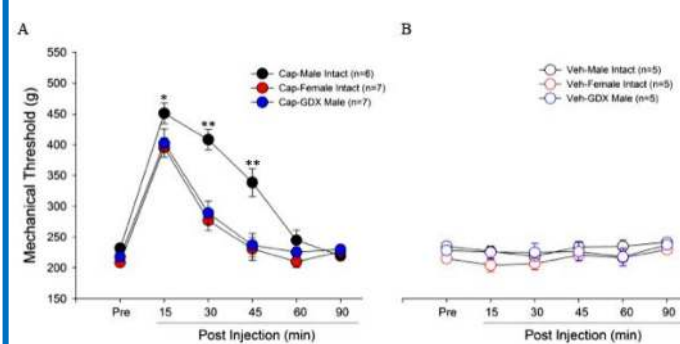 A
B
550
500
450
400
350
300
250
200
150
Mechanical Threshold (g)
Cap-Male Intact (n=6)
Cap-Female Intact (n=7)
Cap-GDX Male (n=7)
*
**
**
Pre
15
30
45
60
90
Post Injection (min)
Veh-Male Intact (n=5)
Veh-Female Intact (n=5)
Veh-GDX Male (n=5)
Pre
15
30
45
60
90
Post Injection (min)